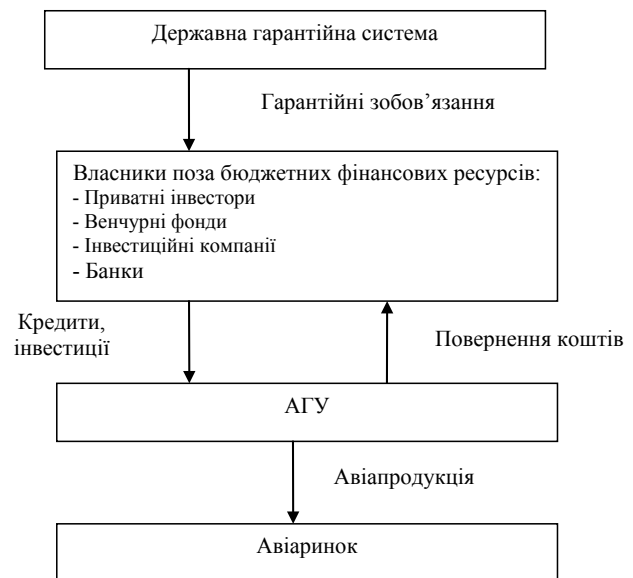 Державна гарантійна система
Гарантійні зобов’язання
Власники поза бюджетних фінансових ресурсів:
- Приватні інвестори
- Венчурні фонди
- Інвестиційні компанії
- Банки
Кредити,
інвестиції
Повернення коштів
АГУ
Авіапродукція
Авіаринок